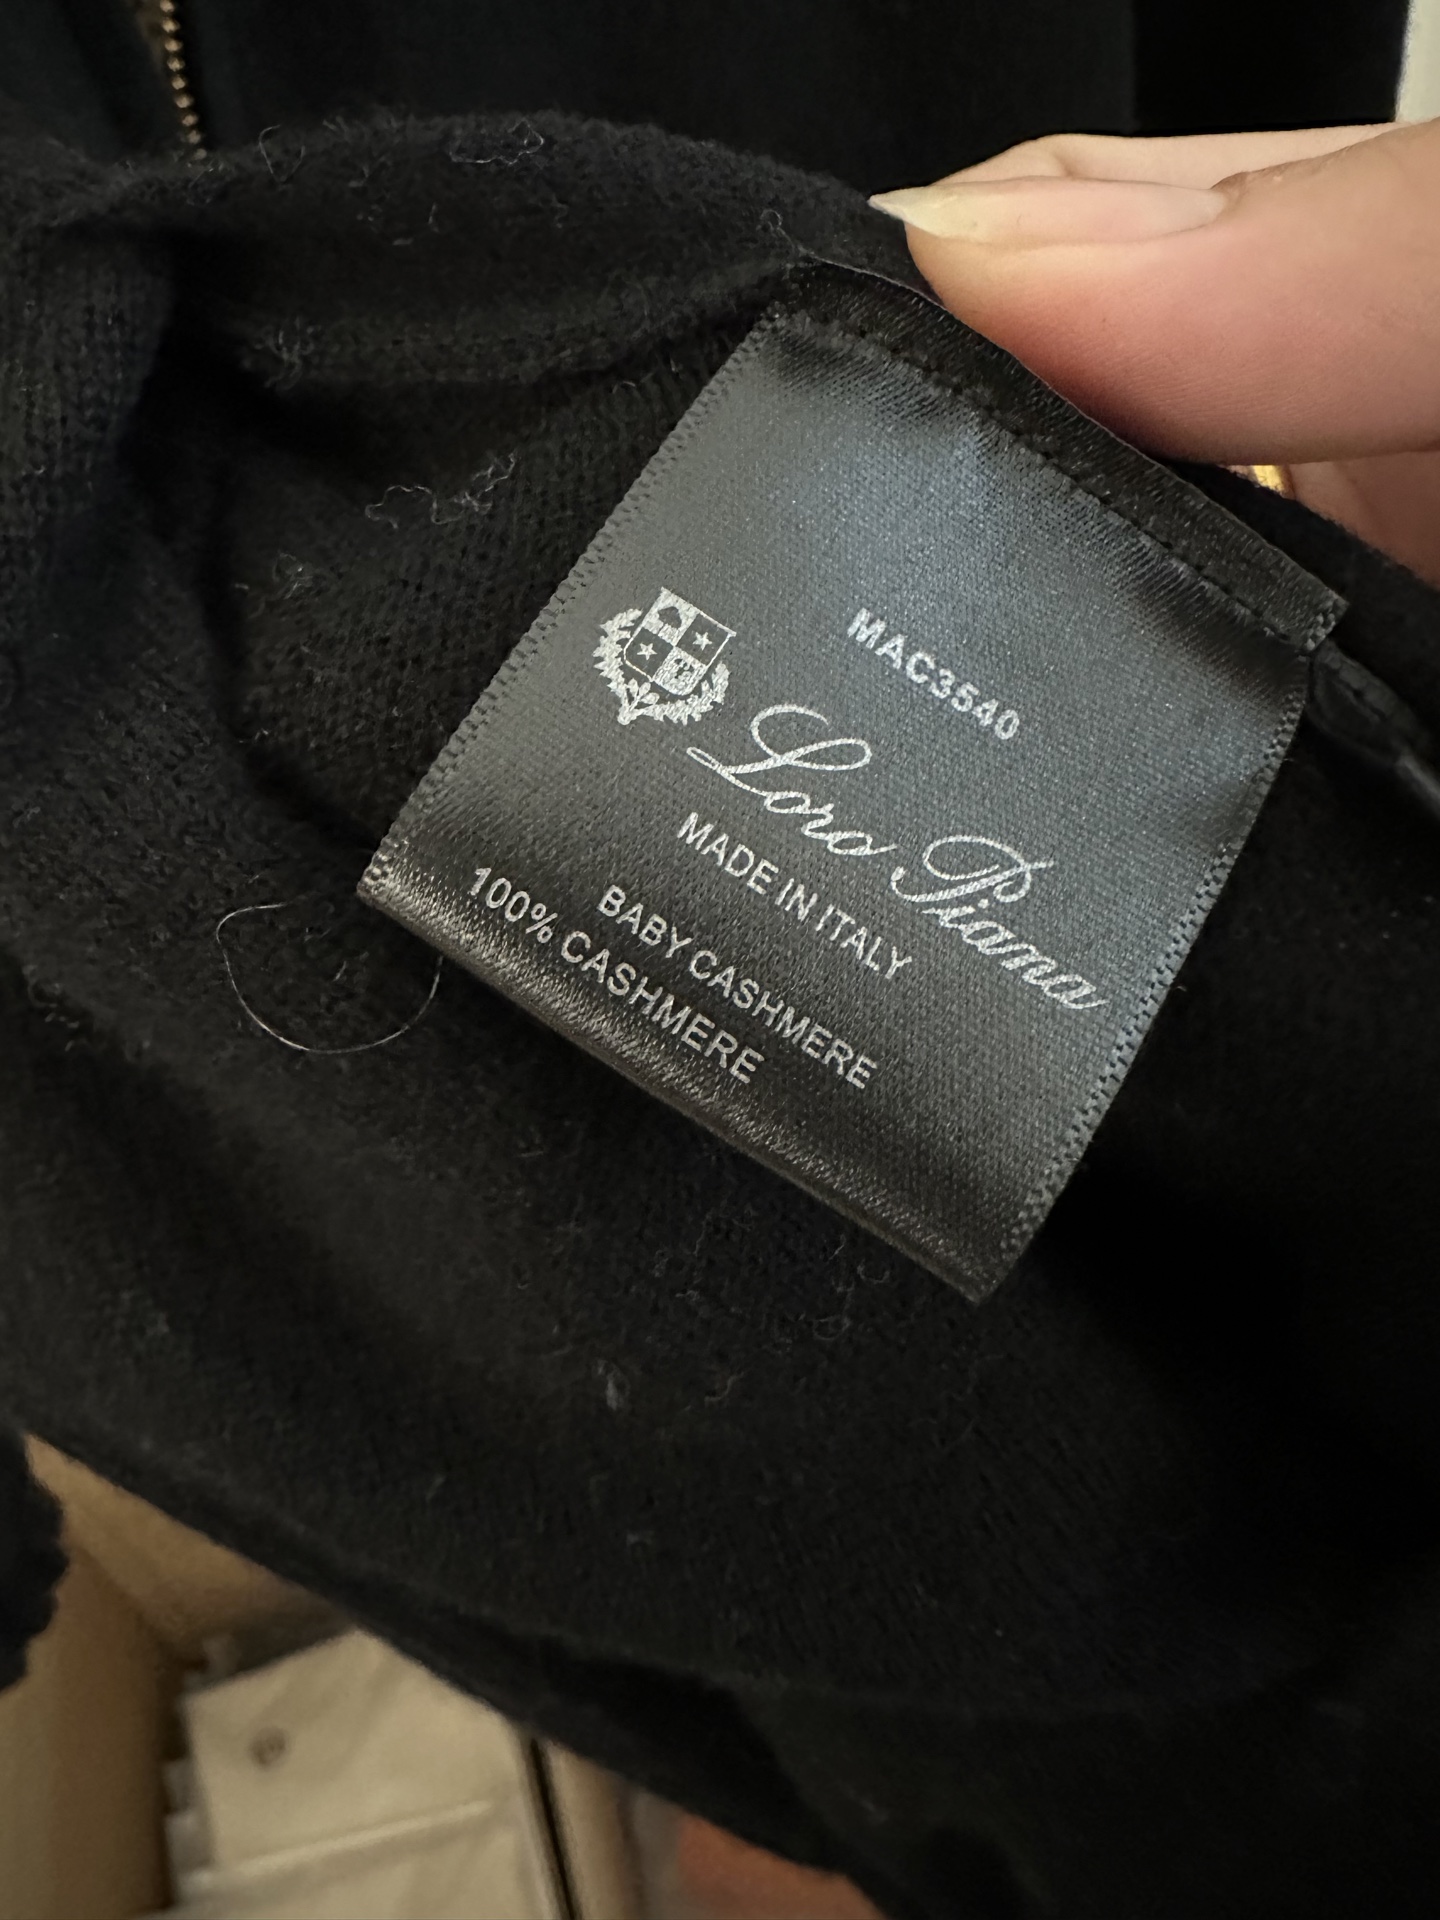 MAC3540
Loro Piana
MADE IN ITALY
BABY CASHMERE
100% CASHMERE